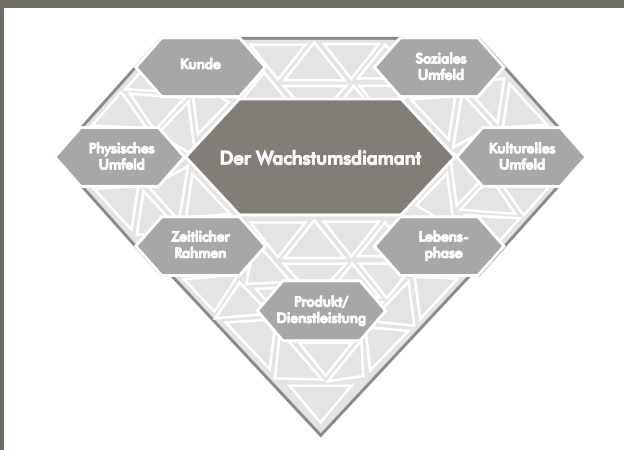 Kunde
Soziales
Umfeld
Physisches
Umfeld
Der Wachstumsdiamant
Kulturelles
Umfeld
Zeitlicher
Rahmen
Lebens-
phase
Produkt/
Dienstleistung